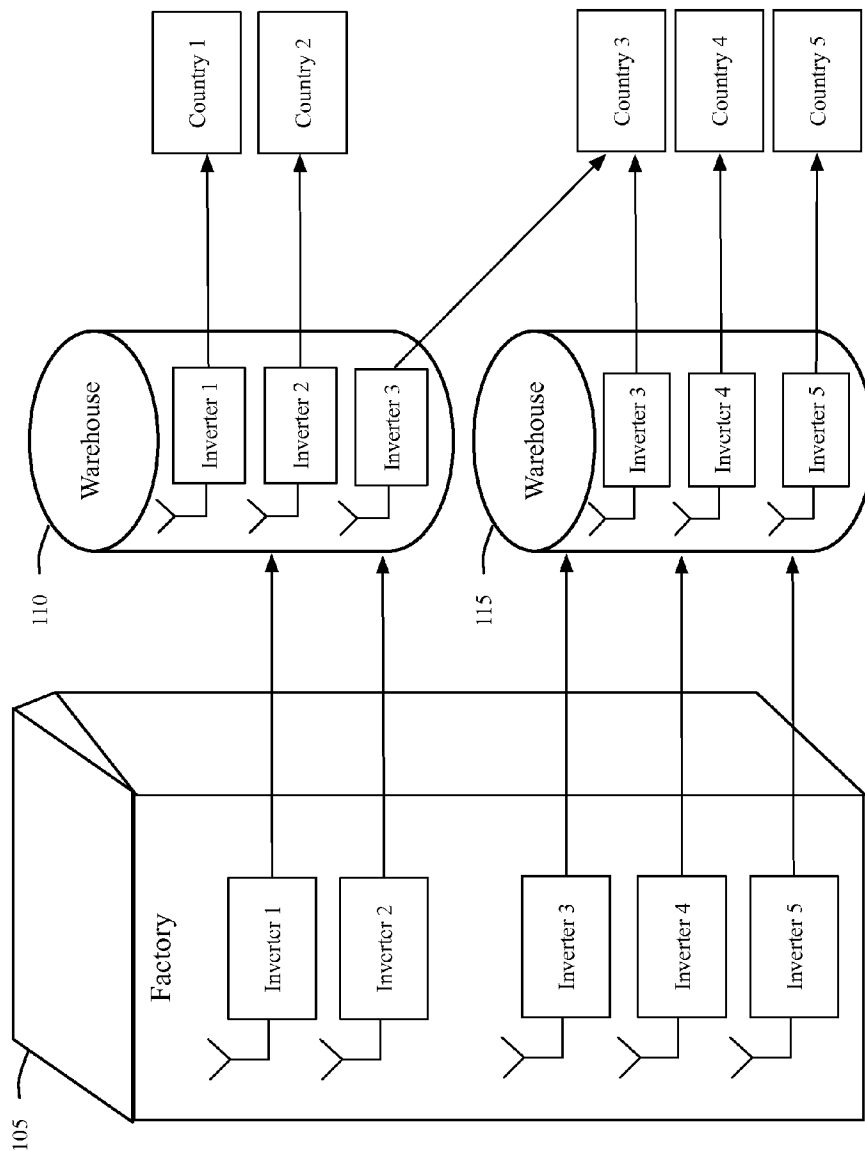 105
Factory
Inverter 1
Inverter 2
Inverter 3
Inverter 4
Inverter 5
110
Warehouse
Inverter 1
Inverter 2
Inverter 3
115
Warehouse
Inverter 3
Inverter 4
Inverter 5
Country 1
Country 2
Country 3
Country 4
Country 5